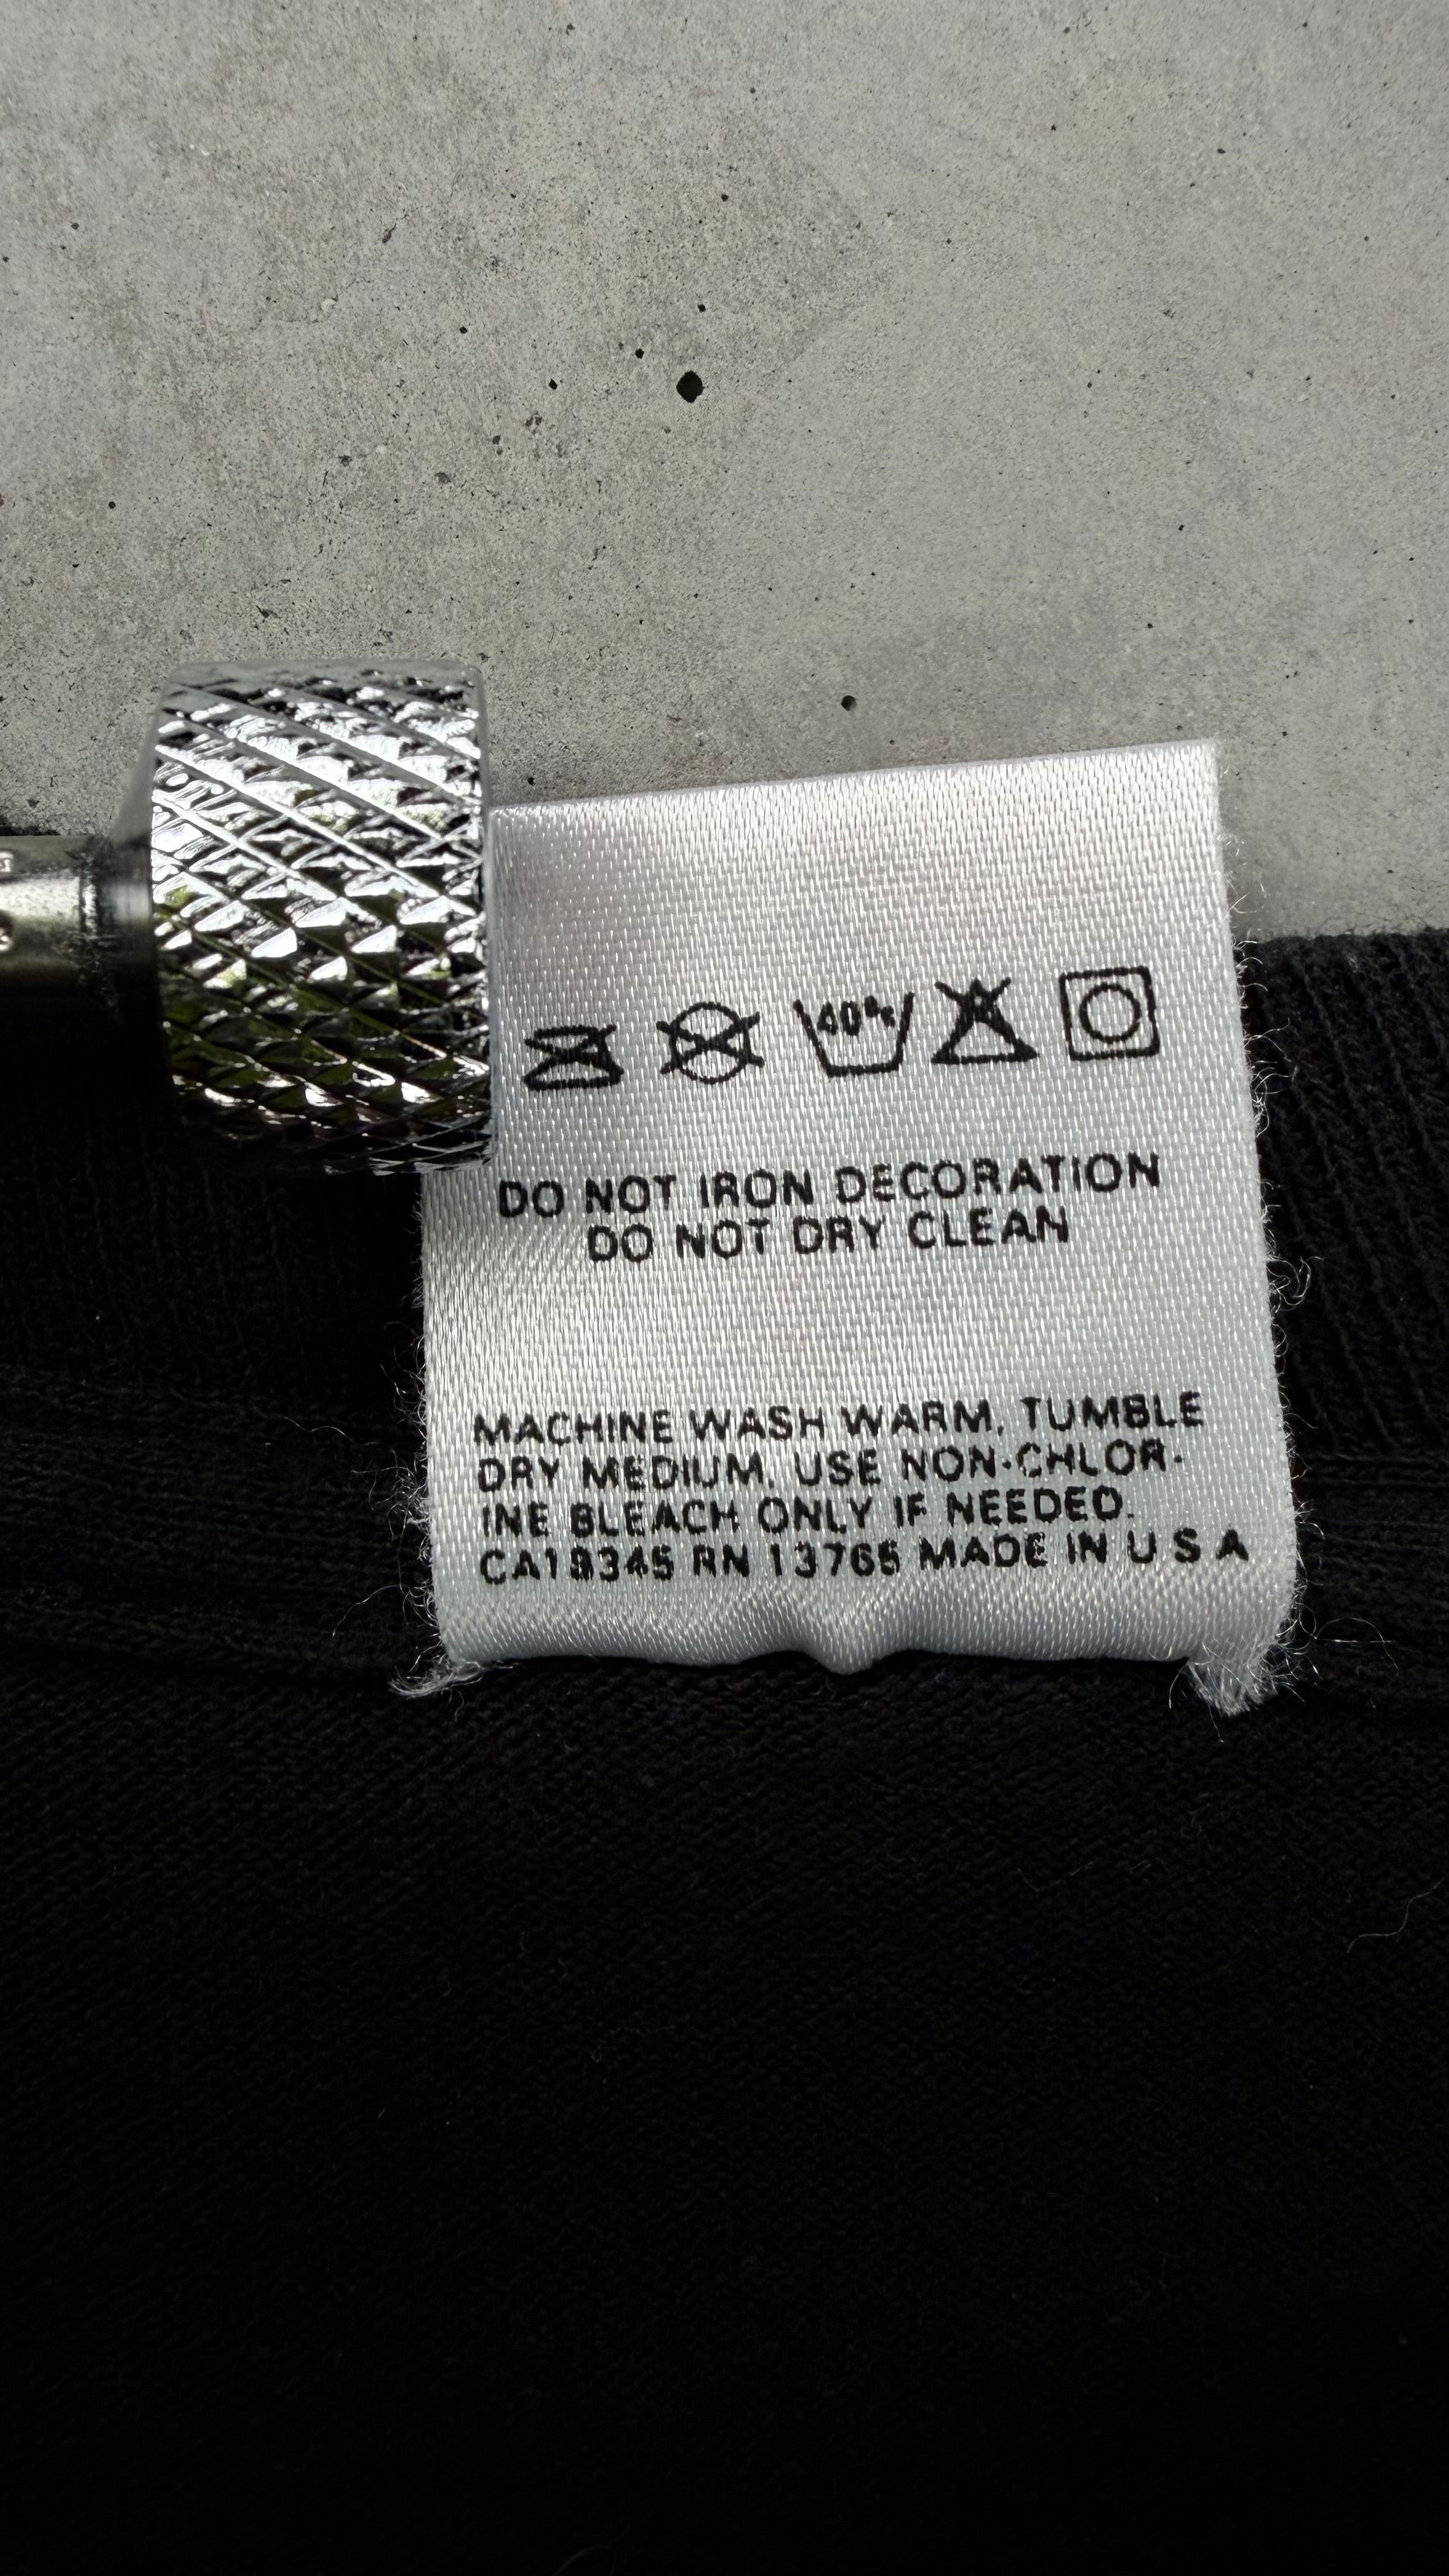 40°c
DO NOT IRON DECORATION
DO NOT DRY CLEAN
MACHINE WASH WARM, TUMBLE
DRY MEDIUM, USE NON-CHLOR-
INE BLEACH ONLY IF NEEDED.
CA18345 RN 13765 MADE IN U S A